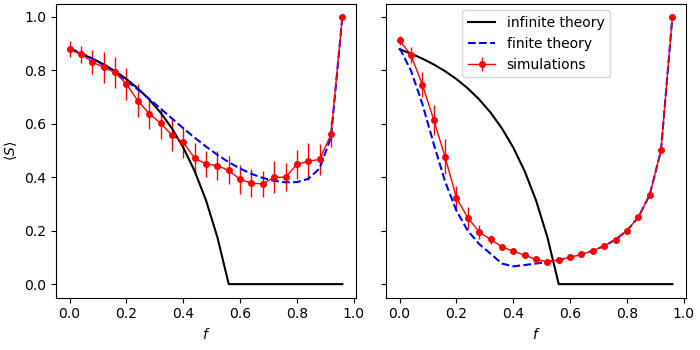 1.0
0.8
0.6
0.4
0.2
0.0
⟨S⟩
0.0 0.2 0.4 0.6 0.8 1.0
f
infinite theory
finite theory
simulations
0.0 0.2 0.4 0.6 0.8 1.0
f